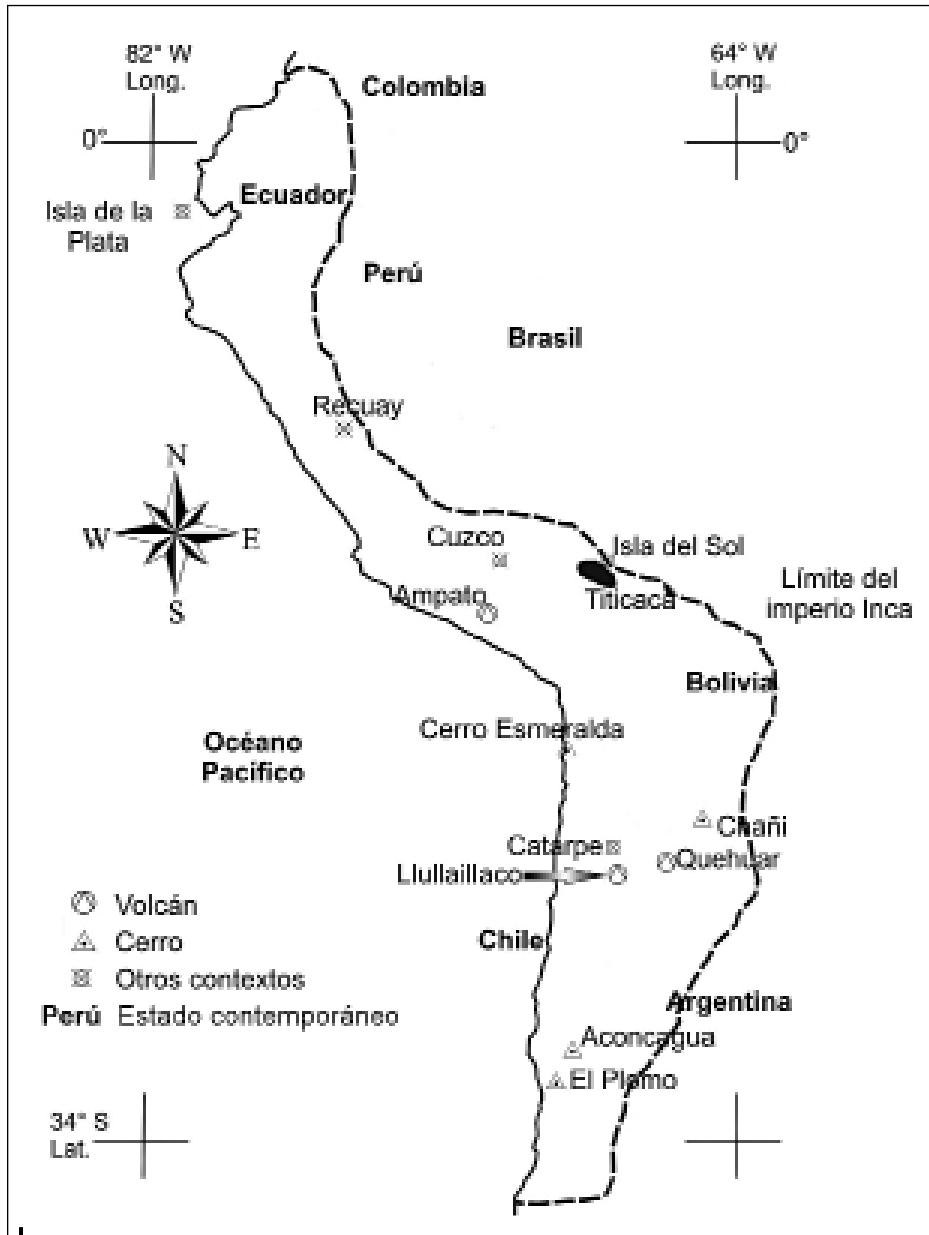 82° W
Long.
64° W
Long.
Colombia
0°
0°
Ecuador
Isla de la
Plata
Perú
Brasil
Recuay
N
W
E
S
Cuzco
Isla del Sol
Titicaca
Límite del
imperio Inca
Ampato
Bolivia
Cerro Esmeralda
Océano
Pacífico
Chañi
Catarpe
Quehuar
Llullaillaco
Volcán
Cerro
Chile
Otros contextos
Perú Estado contemporáneo
Argentina
Aconcagua
El Plomo
34° S
Lat.